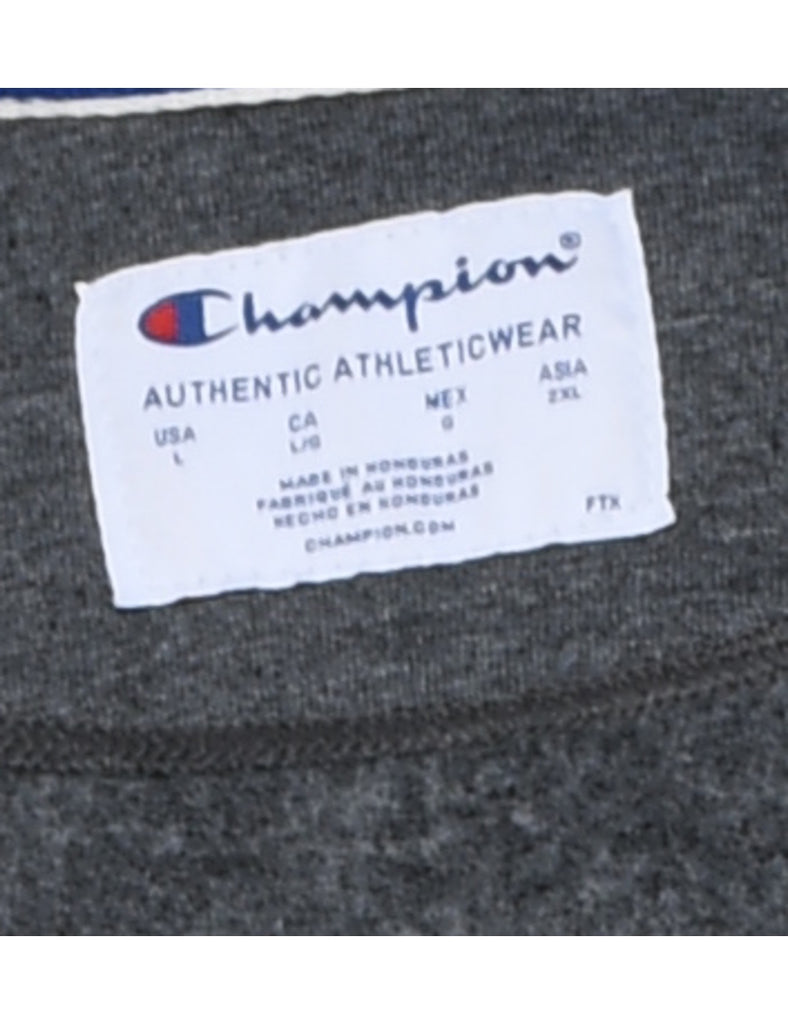 Champion®
AUTHENTIC ATHLETICWEAR
USA CA MEX ASIA
L L/G G 2XL
MADE IN HONDURAS
FABRIQUÉ AU HONDURAS
HECHO EN HONDURAS
CHAMPION.COM
FTX